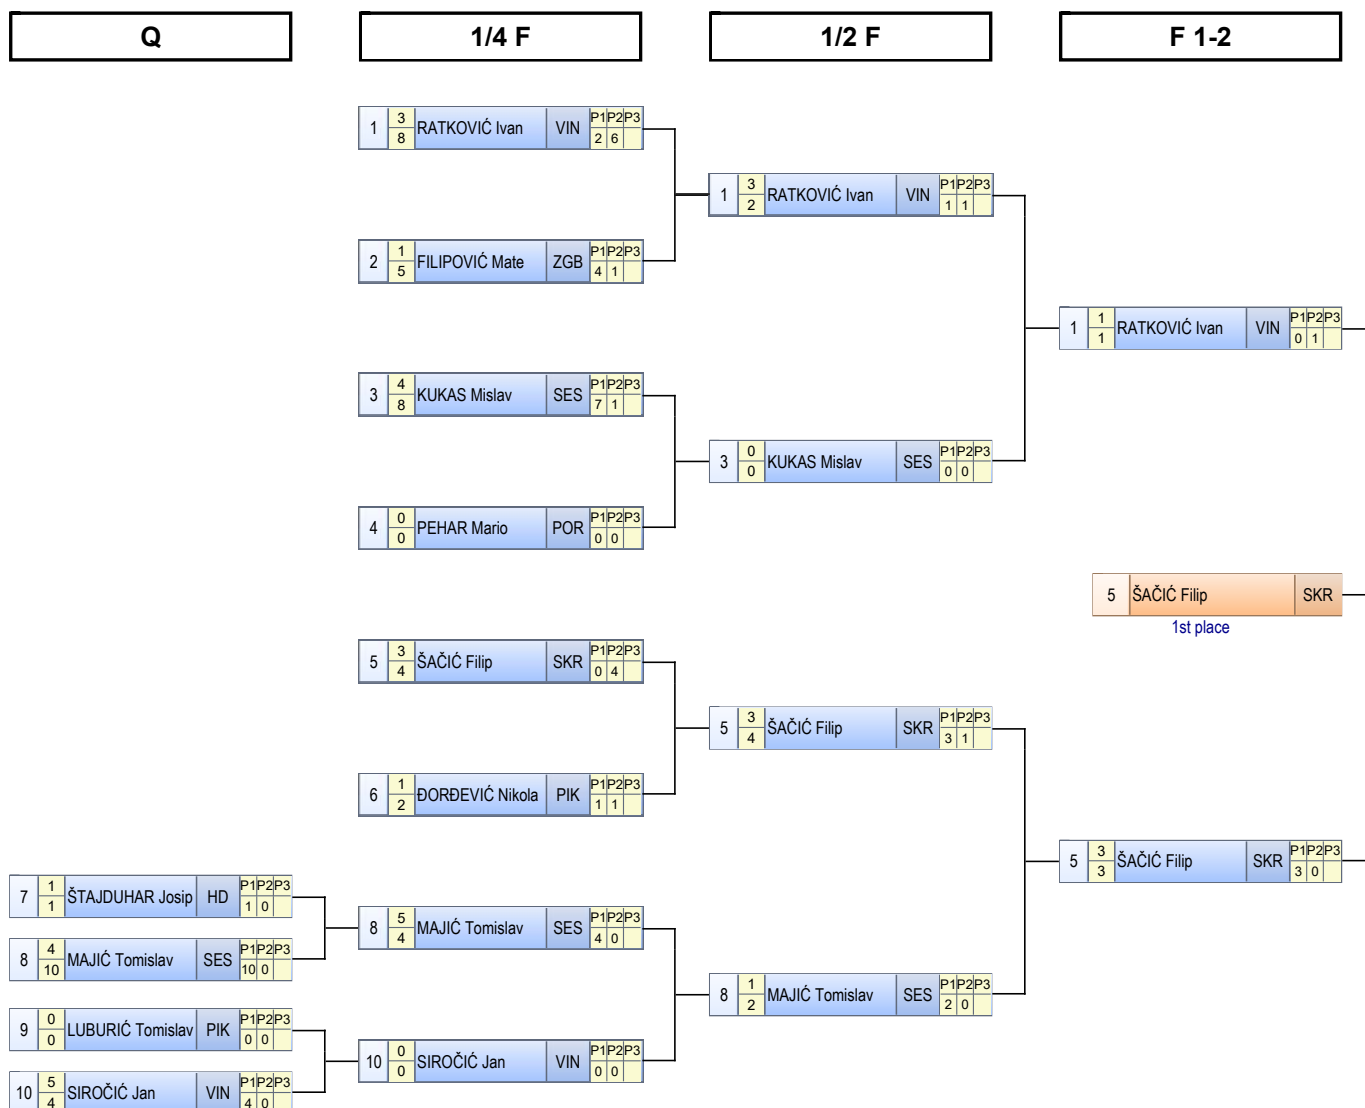 Q
1/4 F
1/2 F
F 1-2
1 3 8 RATKOVIĆ Ivan VIN P1 P2 P3 2 6
2 1 5 FILIPOVIĆ Mate ZGB P1 P2 P3 4 1
3 4 8 KUKAS Mislav SES P1 P2 P3 7 1
4 0 0 PEHAR Mario POR P1 P2 P3 0 0
5 3 4 ŠAČIĆ Filip SKR P1 P2 P3 0 4
6 1 2 ĐORĐEVIĆ Nikola PIK P1 P2 P3 1 1
7 1 1 ŠTAJDUHAR Josip HD P1 P2 P3 1 0
8 4 10 MAJIĆ Tomislav SES P1 P2 P3 10 0
9 0 0 LUBURIĆ Tomislav PIK P1 P2 P3 0 0
10 5 4 SIROČIĆ Jan VIN P1 P2 P3 4 0
8 5 4 MAJIĆ Tomislav SES P1 P2 P3 4 0
10 0 0 SIROČIĆ Jan VIN P1 P2 P3 0 0
1 3 2 RATKOVIĆ Ivan VIN P1 P2 P3 1 1
3 0 0 KUKAS Mislav SES P1 P2 P3 0 0
5 3 4 ŠAČIĆ Filip SKR P1 P2 P3 3 1
8 1 2 MAJIĆ Tomislav SES P1 P2 P3 2 0
1 1 1 RATKOVIĆ Ivan VIN P1 P2 P3 0 1
5 ŠAČIĆ Filip SKR
1st place
5 3 3 ŠAČIĆ Filip SKR P1 P2 P3 3 0